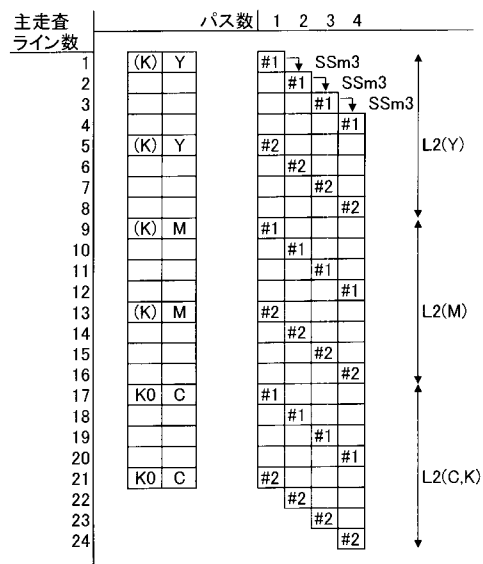 主走査 パス数 1 2 3 4
ライン数
1 (K) Y #1 SSm3
2 #1 SSm3
3 #1 SSm3
4 #1
5 (K) Y #2 L2(Y)
6 #2
7 #2
8 #2
9 (K) M #1
10 #1
11 #1
12 #1
13 (K) M #2 L2(M)
14 #2
15 #2
16 #2
17 K0 C #1
18 #1
19 #1
20 #1
21 K0 C #2 L2(C,K)
22 #2
23 #2
24 #2